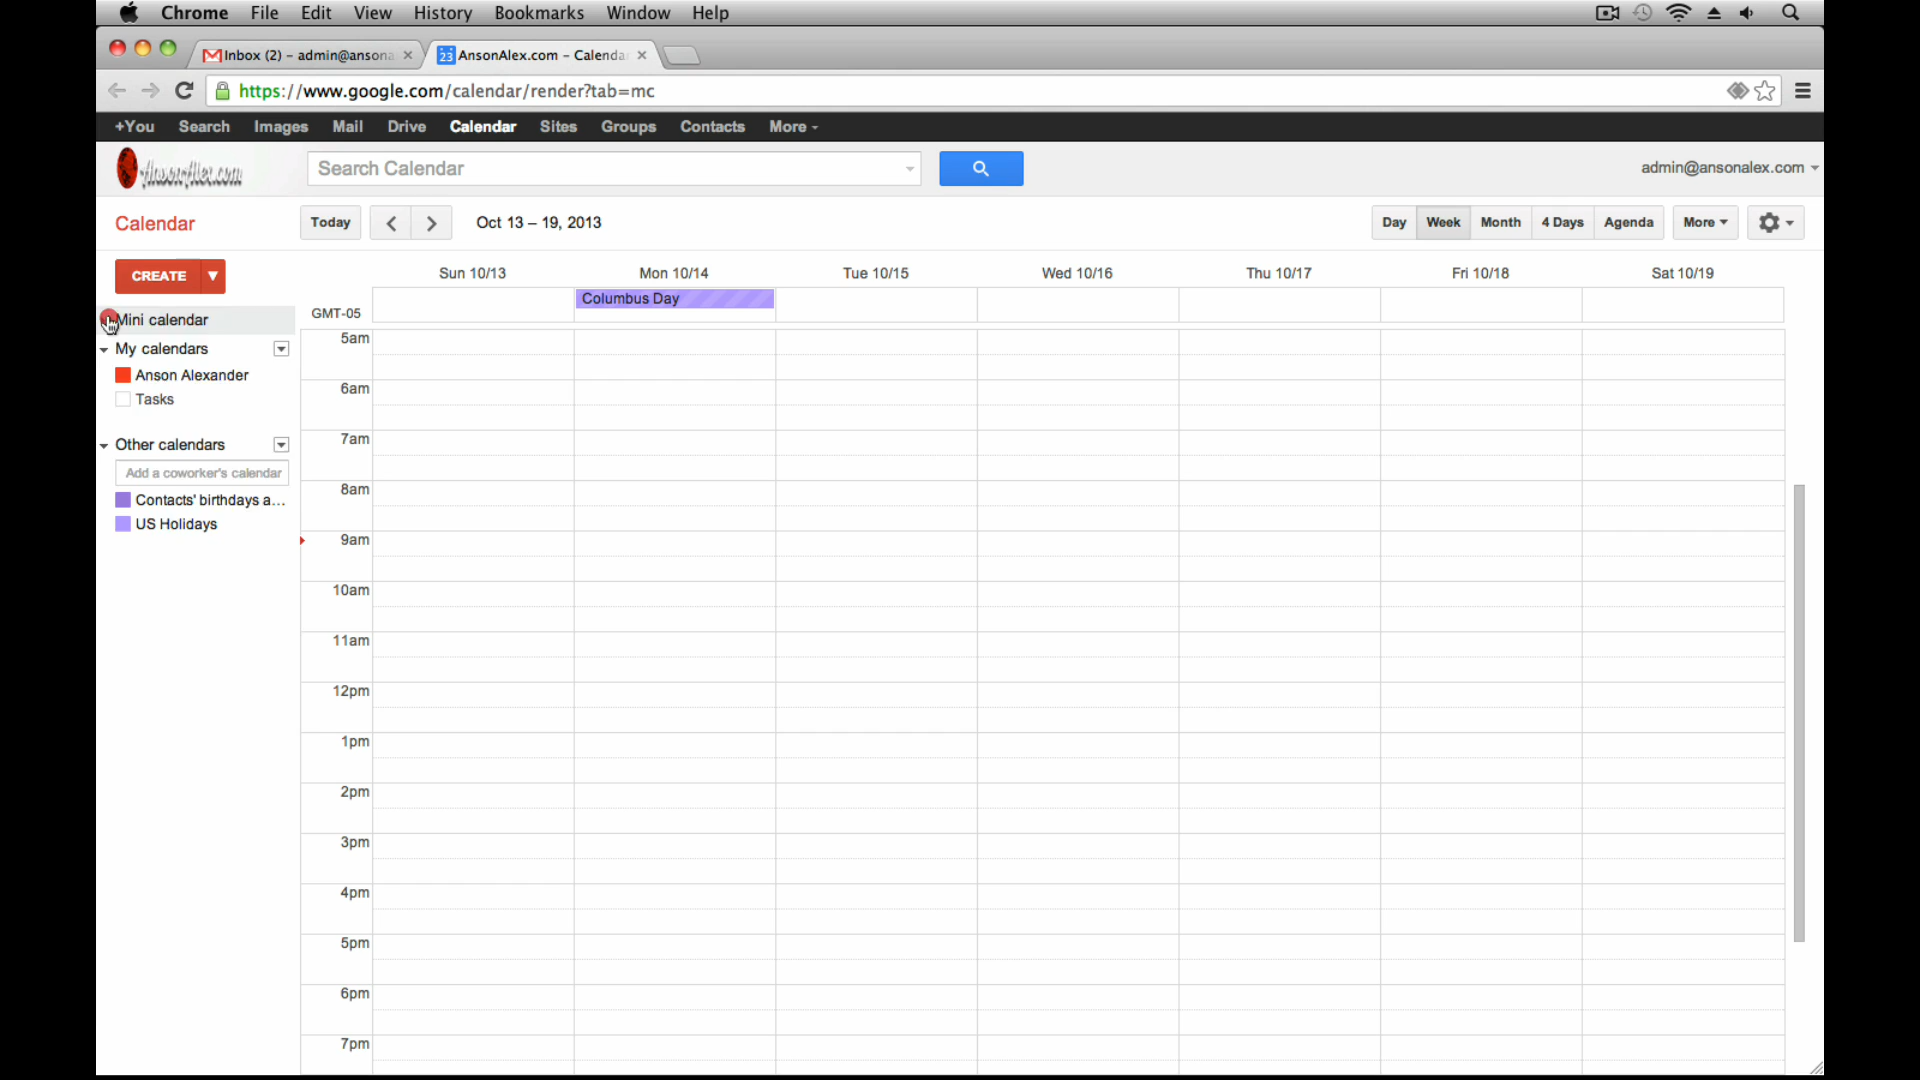 Chrome File Edit View History Bookmarks Window Help
Inbox (2) – admin@ansona
23 AnsonAlex.com – Calenda
https://www.google.com/calendar/render?tab=mc
+You Search Images Mail Drive Calendar Sites Groups Contacts More
AnsonAlex.com
Search Calendar
admin@ansonalex.com
Calendar
Today
Oct 13 – 19, 2013
Day Week Month 4 Days Agenda More
CREATE
Mini calendar
My calendars
Anson Alexander
Tasks
Other calendars
Add a coworker's calendar
Contacts' birthdays a...
US Holidays
Sun 10/13 Mon 10/14 Tue 10/15 Wed 10/16 Thu 10/17 Fri 10/18 Sat 10/19
Columbus Day
GMT-05
5am
6am
7am
8am
9am
10am
11am
12pm
1pm
2pm
3pm
4pm
5pm
6pm
7pm